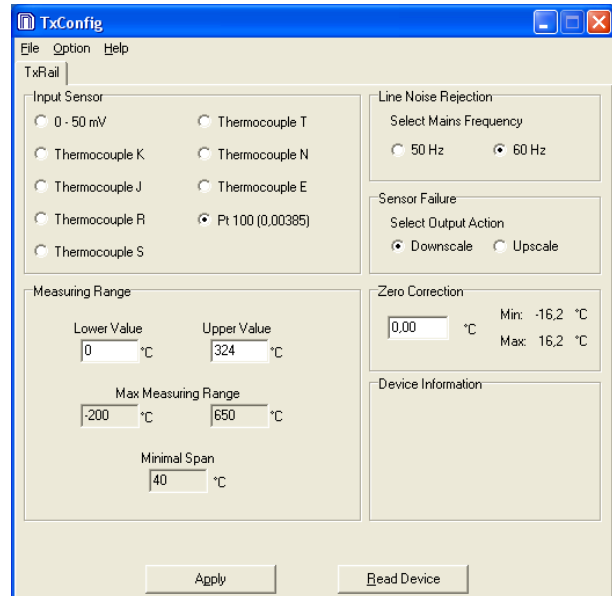 TxConfig
File Option Help
TxRail
Input Sensor
0 - 50 mV
Thermocouple T
Thermocouple K
Thermocouple N
Thermocouple J
Thermocouple E
Thermocouple R
Pt 100 (0,00385)
Thermocouple S
Line Noise Rejection
Select Mains Frequency
50 Hz 60 Hz
Sensor Failure
Select Output Action
Downscale Upscale
Measuring Range
Lower Value Upper Value
0 °C 324 °C
Max Measuring Range
-200 °C 650 °C
Minimal Span
40 °C
Zero Correction
0,00 °C
Min: -16,2 °C
Max: 16,2 °C
Device Information
Apply Read Device